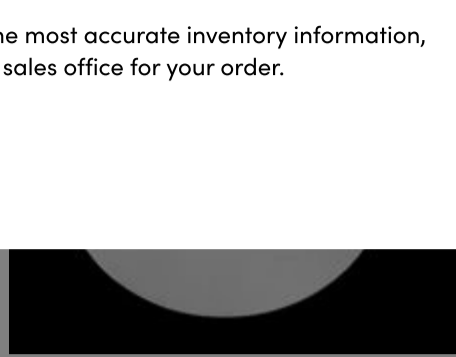 he most accurate inventory information,
sales office for your order.